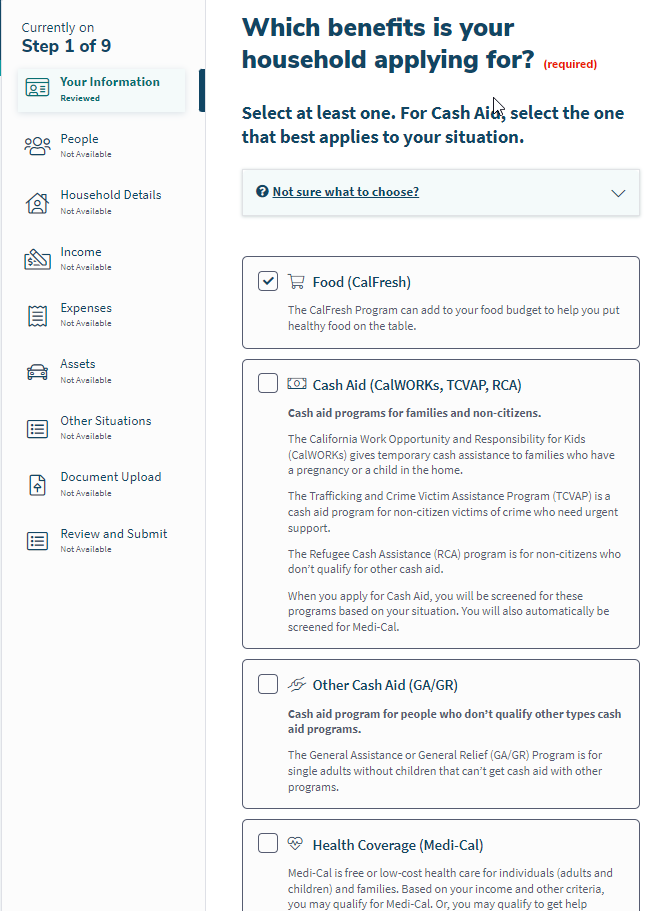 Currently on
Step 1 of 9
Your Information
Reviewed
People
Not Available
Household Details
Not Available
Income
Not Available
Expenses
Not Available
Assets
Not Available
Other Situations
Not Available
Document Upload
Not Available
Review and Submit
Not Available
Which benefits is your
household applying for? (required)
Select at least one. For Cash Aid, select the one
that best applies to your situation.
Not sure what to choose?
Food (CalFresh)
The CalFresh Program can add to your food budget to help you put
healthy food on the table.
Cash Aid (CalWORKs, TCVAP, RCA)
Cash aid programs for families and non-citizens.
The California Work Opportunity and Responsibility for Kids
(CalWORKs) gives temporary cash assistance to families who have
a pregnancy or a child in the home.
The Trafficking and Crime Victim Assistance Program (TCVAP) is a
cash aid program for non-citizen victims of crime who need urgent
support.
The Refugee Cash Assistance (RCA) program is for non-citizens who
don't qualify for other cash aid.
When you apply for Cash Aid, you will be screened for these
programs based on your situation. You will also automatically be
screened for Medi-Cal.
Other Cash Aid (GA/GR)
Cash aid program for people who don't qualify other types cash
aid programs.
The General Assistance or General Relief (GA/GR) Program is for
single adults without children that can't get cash aid with other
programs.
Health Coverage (Medi-Cal)
Medi-Cal is free or low-cost health care for individuals (adults and
children) and families. Based on your income and other criteria,
you may qualify for Medi-Cal. Or, you may qualify to get help